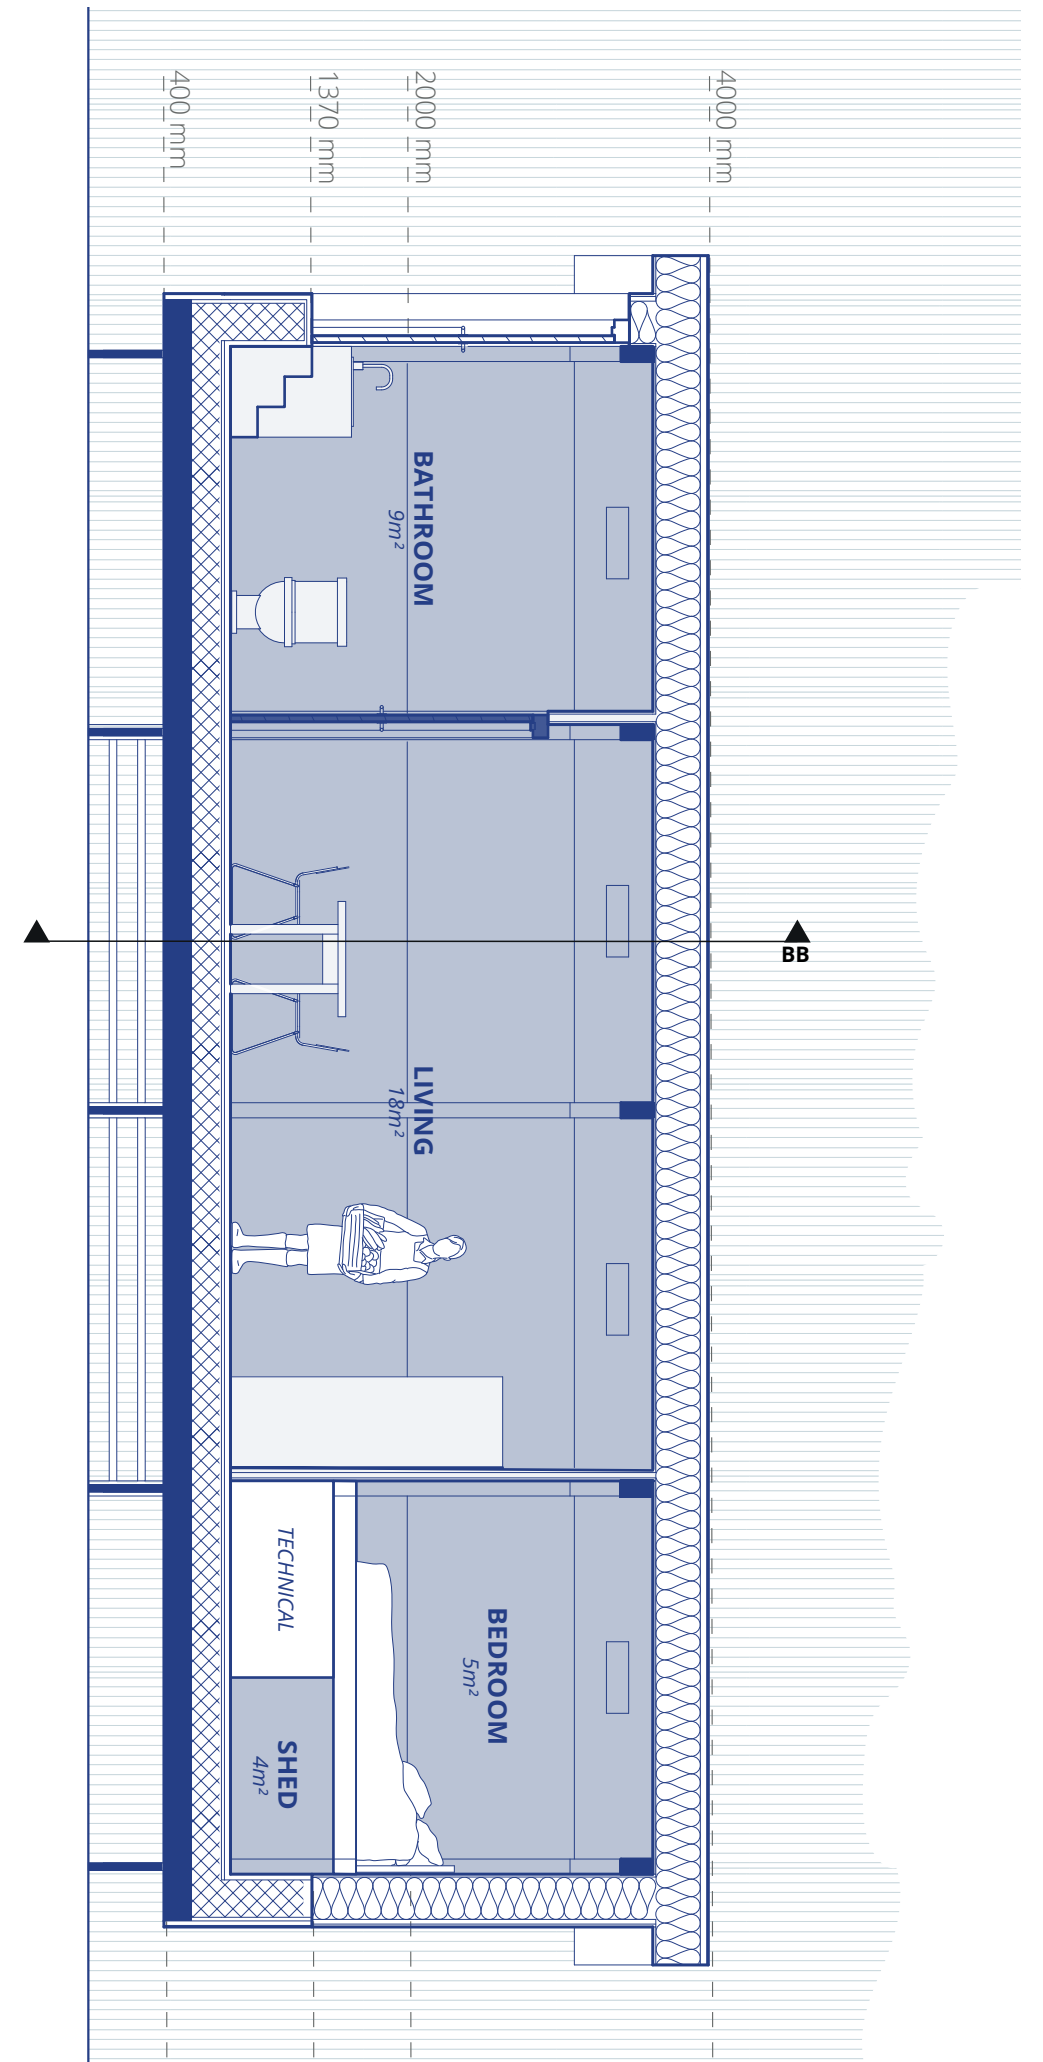 4000 mm
2000 mm
1370 mm
400 mm
BB
BATHROOM
9m²
LIVING
18m²
BEDROOM
5m²
TECHNICAL
SHED
4m²